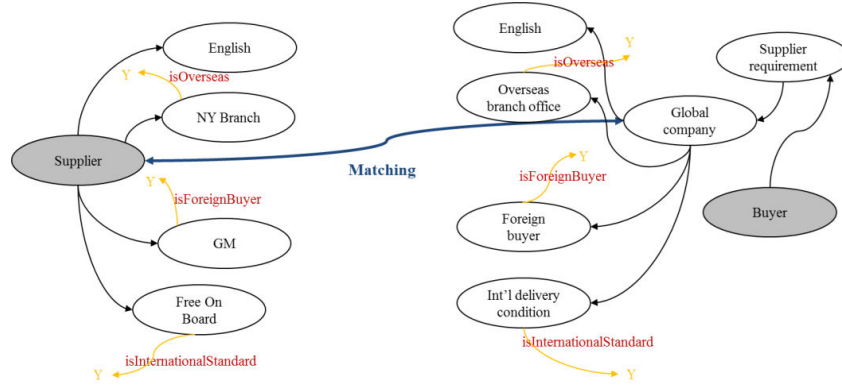 English
Y
isOverseas
NY Branch
Supplier
Y
isForeignBuyer
GM
Free On
Board
isInternationalStandard
Y
Matching
English
Y
isOverseas
Overseas
branch office
Supplier
requirement
Global
company
Y
isForeignBuyer
Foreign
buyer
Buyer
Int'l delivery
condition
isInternationalStandard
Y